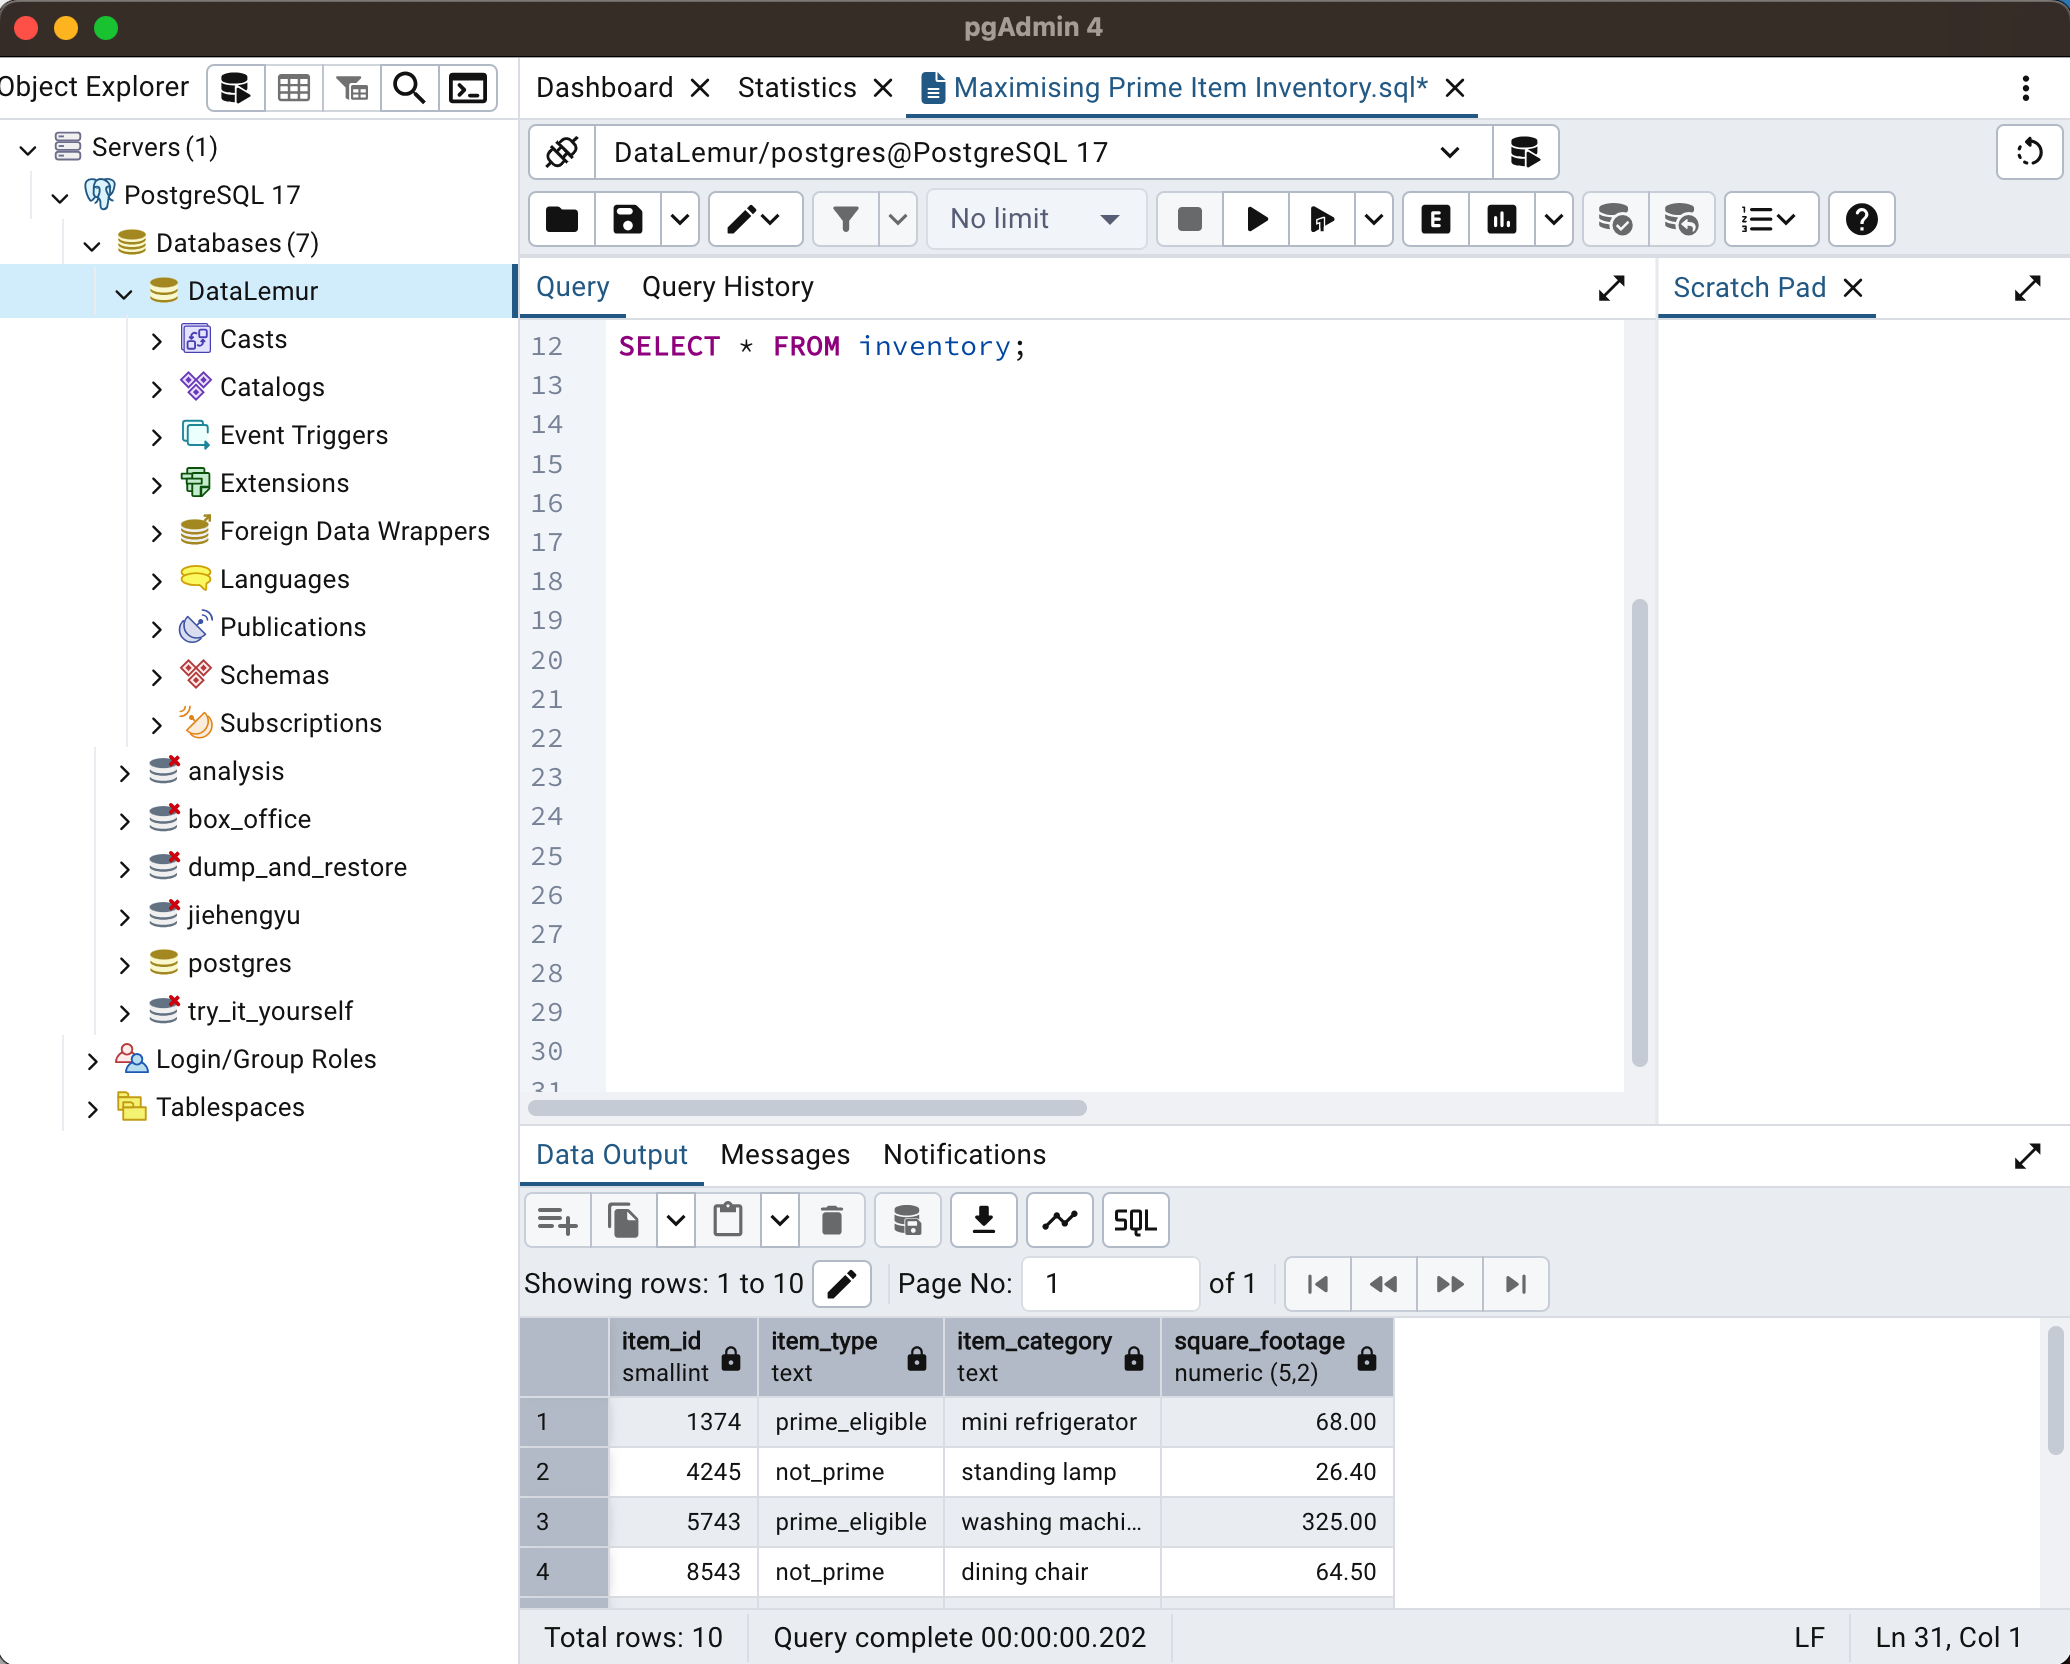 pgAdmin 4
Object Explorer
Servers (1)
PostgreSQL 17
Databases (7)
DataLemur
Casts
Catalogs
Event Triggers
Extensions
Foreign Data Wrappers
Languages
Publications
Schemas
Subscriptions
analysis
box_office
dump_and_restore
jiehengyu
postgres
try_it_yourself
Login/Group Roles
Tablespaces
Dashboard Statistics Maximising Prime Item Inventory.sql*
DataLemur/postgres@PostgreSQL 17
No limit E
Query Query History
Scratch Pad
12 SELECT * FROM inventory;
13
14
15
16
17
18
19
20
21
22
23
24
25
26
27
28
29
30
31
Data Output Messages Notifications
SQL
Showing rows: 1 to 10 Page No: 1 of 1
item_id item_type item_category square_footage
smallint text text numeric (5,2)
1 1374 prime_eligible mini refrigerator 68.00
2 4245 not_prime standing lamp 26.40
3 5743 prime_eligible washing machi... 325.00
4 8543 not_prime dining chair 64.50
Total rows: 10 Query complete 00:00:00.202 LF Ln 31, Col 1